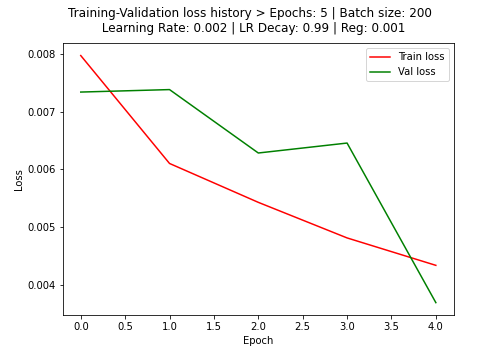 Training-Validation loss history > Epochs: 5 | Batch size: 200
Learning Rate: 0.002 | LR Decay: 0.99 | Reg: 0.001
Train loss
Val loss
0.008
0.007
0.006
0.005
0.004
Loss
0.0 0.5 1.0 1.5 2.0 2.5 3.0 3.5 4.0
Epoch